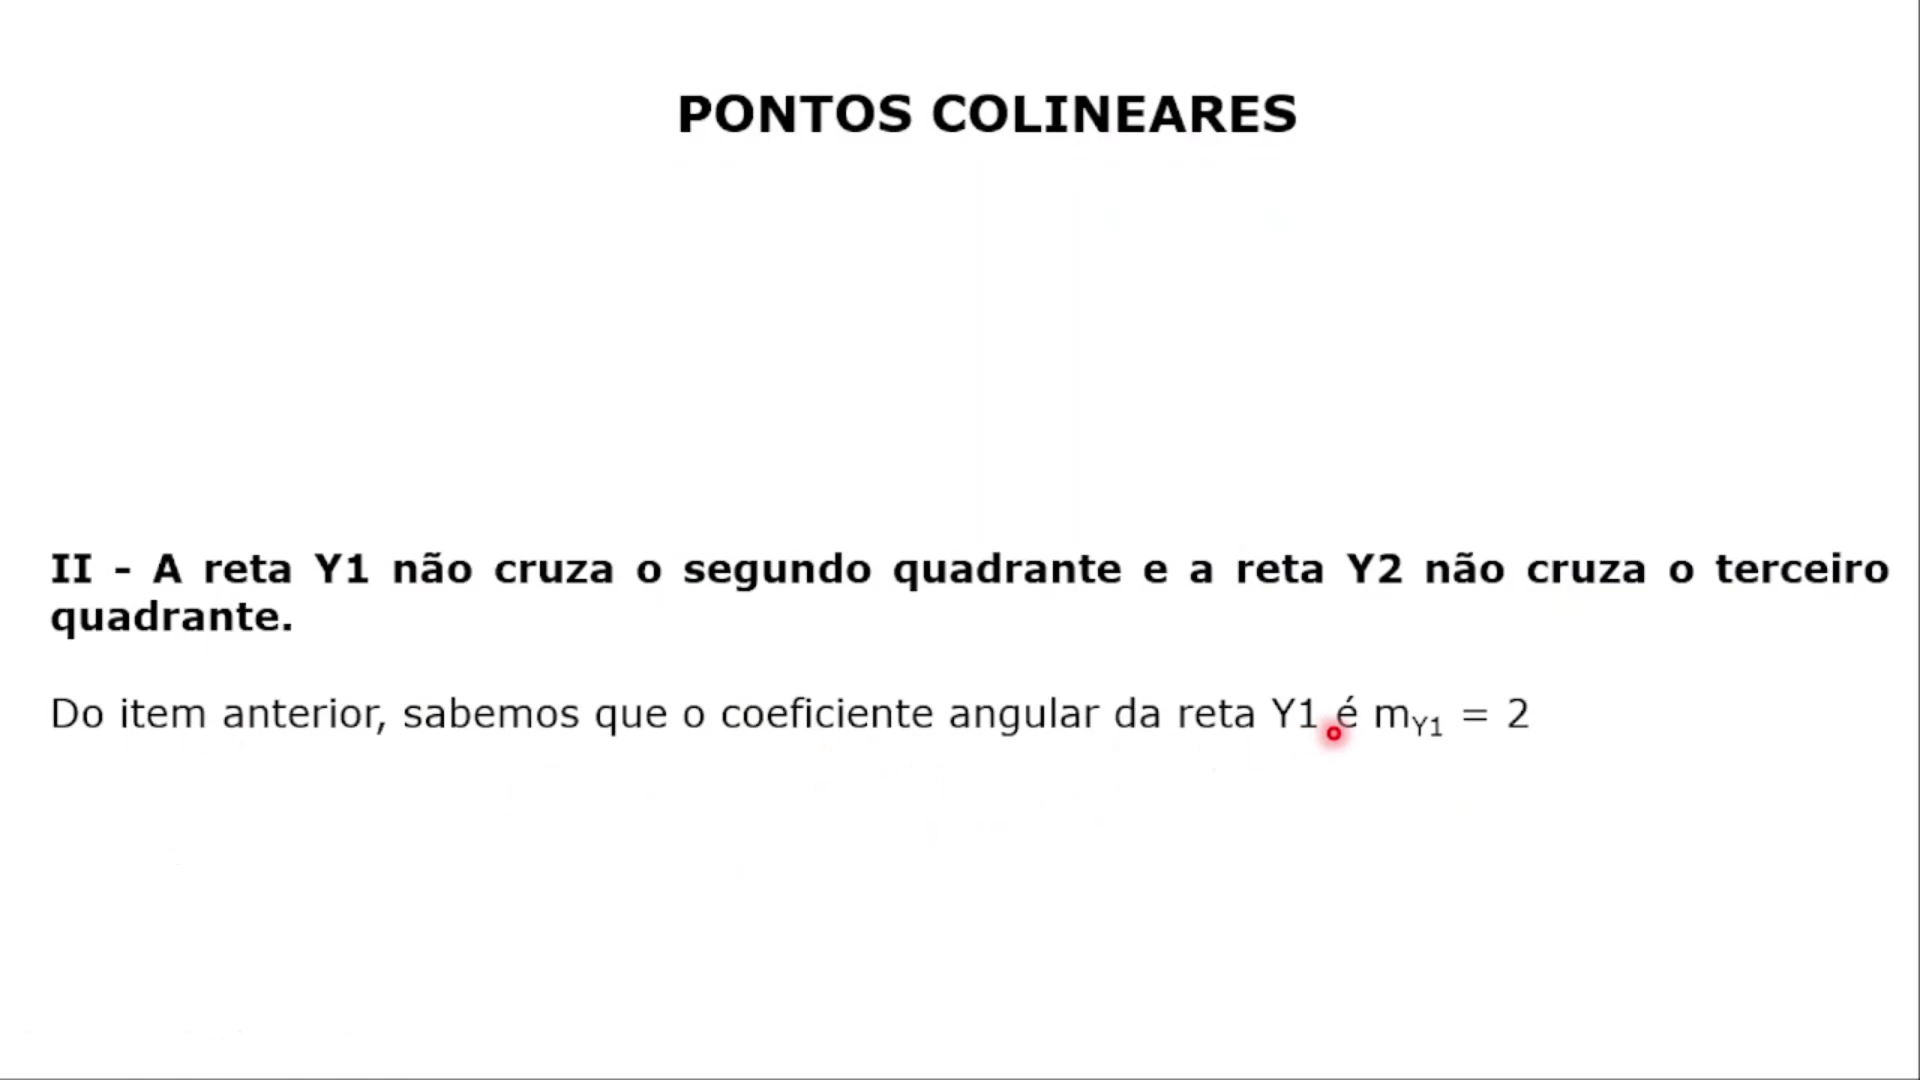 PONTOS COLINEARES
II - A reta Y1 não cruza o segundo quadrante e a reta Y2 não cruza o terceiro
quadrante.
Do item anterior, sabemos que o coeficiente angular da reta Y1 é m_Y1 = 2